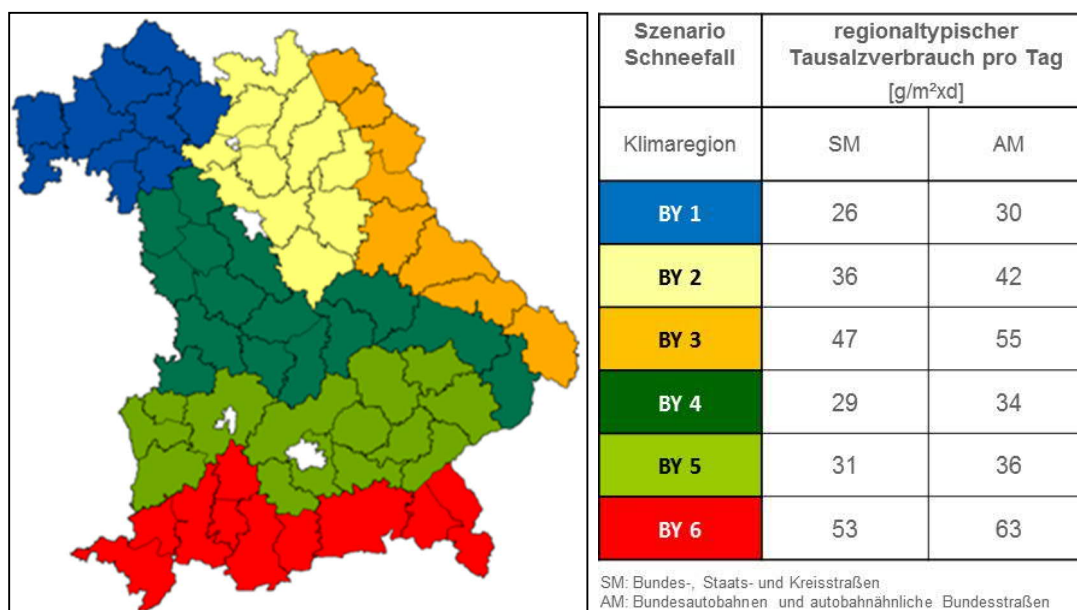 Szenario
Schneefall
regionaltypischer
Tausalzverbrauch pro Tag
[g/m²xd]
Klimaregion SM AM
BY 1 26 30
BY 2 36 42
BY 3 47 55
BY 4 29 34
BY 5 31 36
BY 6 53 63
SM: Bundes-, Staats- und Kreisstraßen
AM: Bundesautobahnen und autobahnähnliche Bundesstraßen